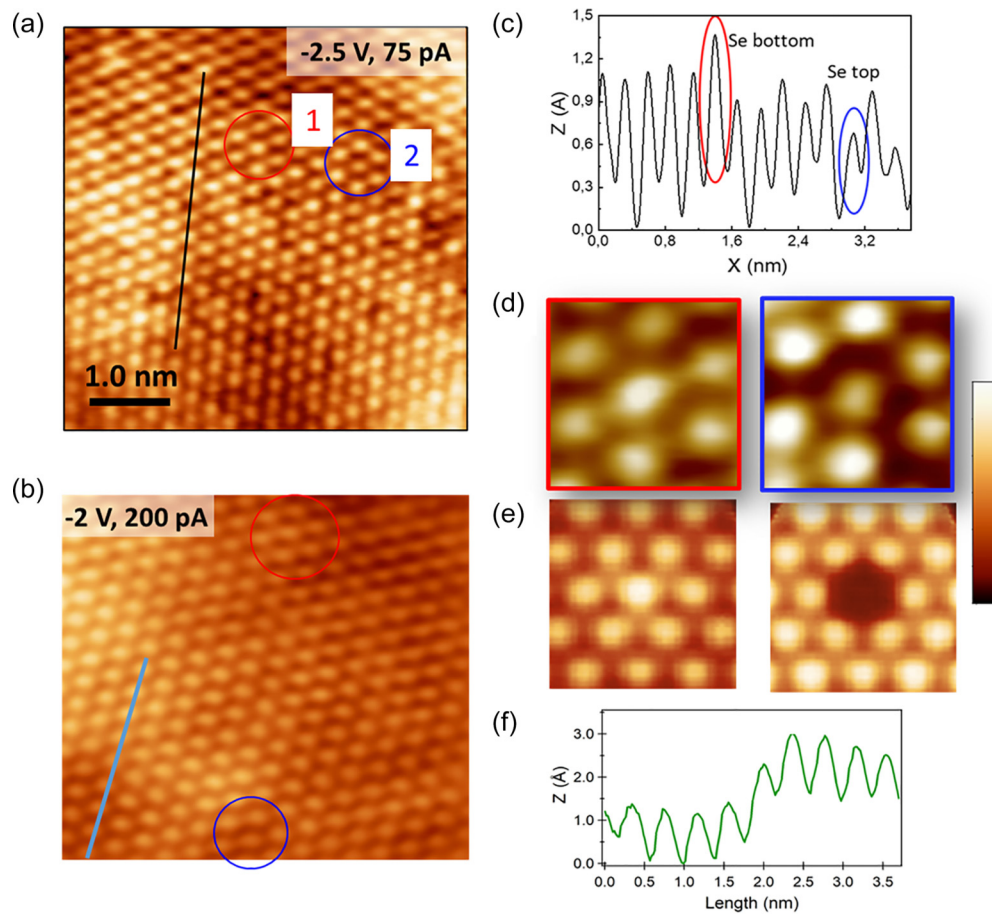 (a)
-2.5 V, 75 pA
1
2
1.0 nm
(b)
-2 V, 200 pA
(c)
Z (A)
1,5
1,2
0,9
0,6
0,3
0,0
Se bottom
Se top
0,0 0,8 1,6 2,4 3,2
X (nm)
(d)
(e)
(f)
Z (Å)
3.0
2.0
1.0
0.0
0.0 0.5 1.0 1.5 2.0 2.5 3.0 3.5
Length (nm)